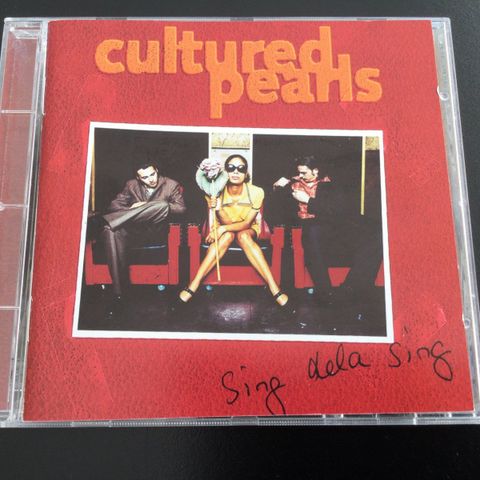 cultured
pearls
Sing dela Sing